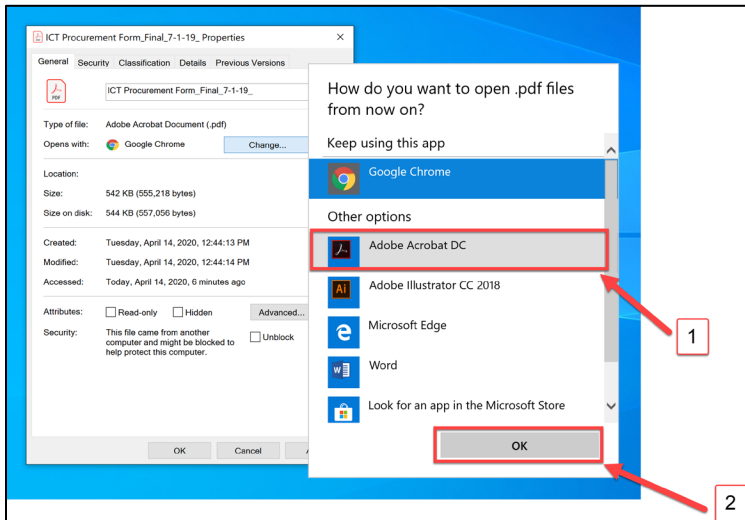 ICT Procurement Form_Final_7-1-19_ Properties
General Security Classification Details Previous Versions
PDF
ICT Procurement Form_Final_7-1-19_
Type of file: Adobe Acrobat Document (.pdf)
Opens with: Google Chrome Change...
Location:
Size: 542 KB (555,218 bytes)
Size on disk: 544 KB (557,056 bytes)
Created: Tuesday, April 14, 2020, 12:44:13 PM
Modified: Tuesday, April 14, 2020, 12:44:14 PM
Accessed: Today, April 14, 2020, 6 minutes ago
Attributes: Read-only Hidden Advanced...
Security: This file came from another
computer and might be blocked to
help protect this computer.
Unblock
OK Cancel
How do you want to open .pdf files
from now on?
Keep using this app
Google Chrome
Other options
Adobe Acrobat DC
Ai Adobe Illustrator CC 2018
Microsoft Edge
Word
Look for an app in the Microsoft Store
OK
1
2